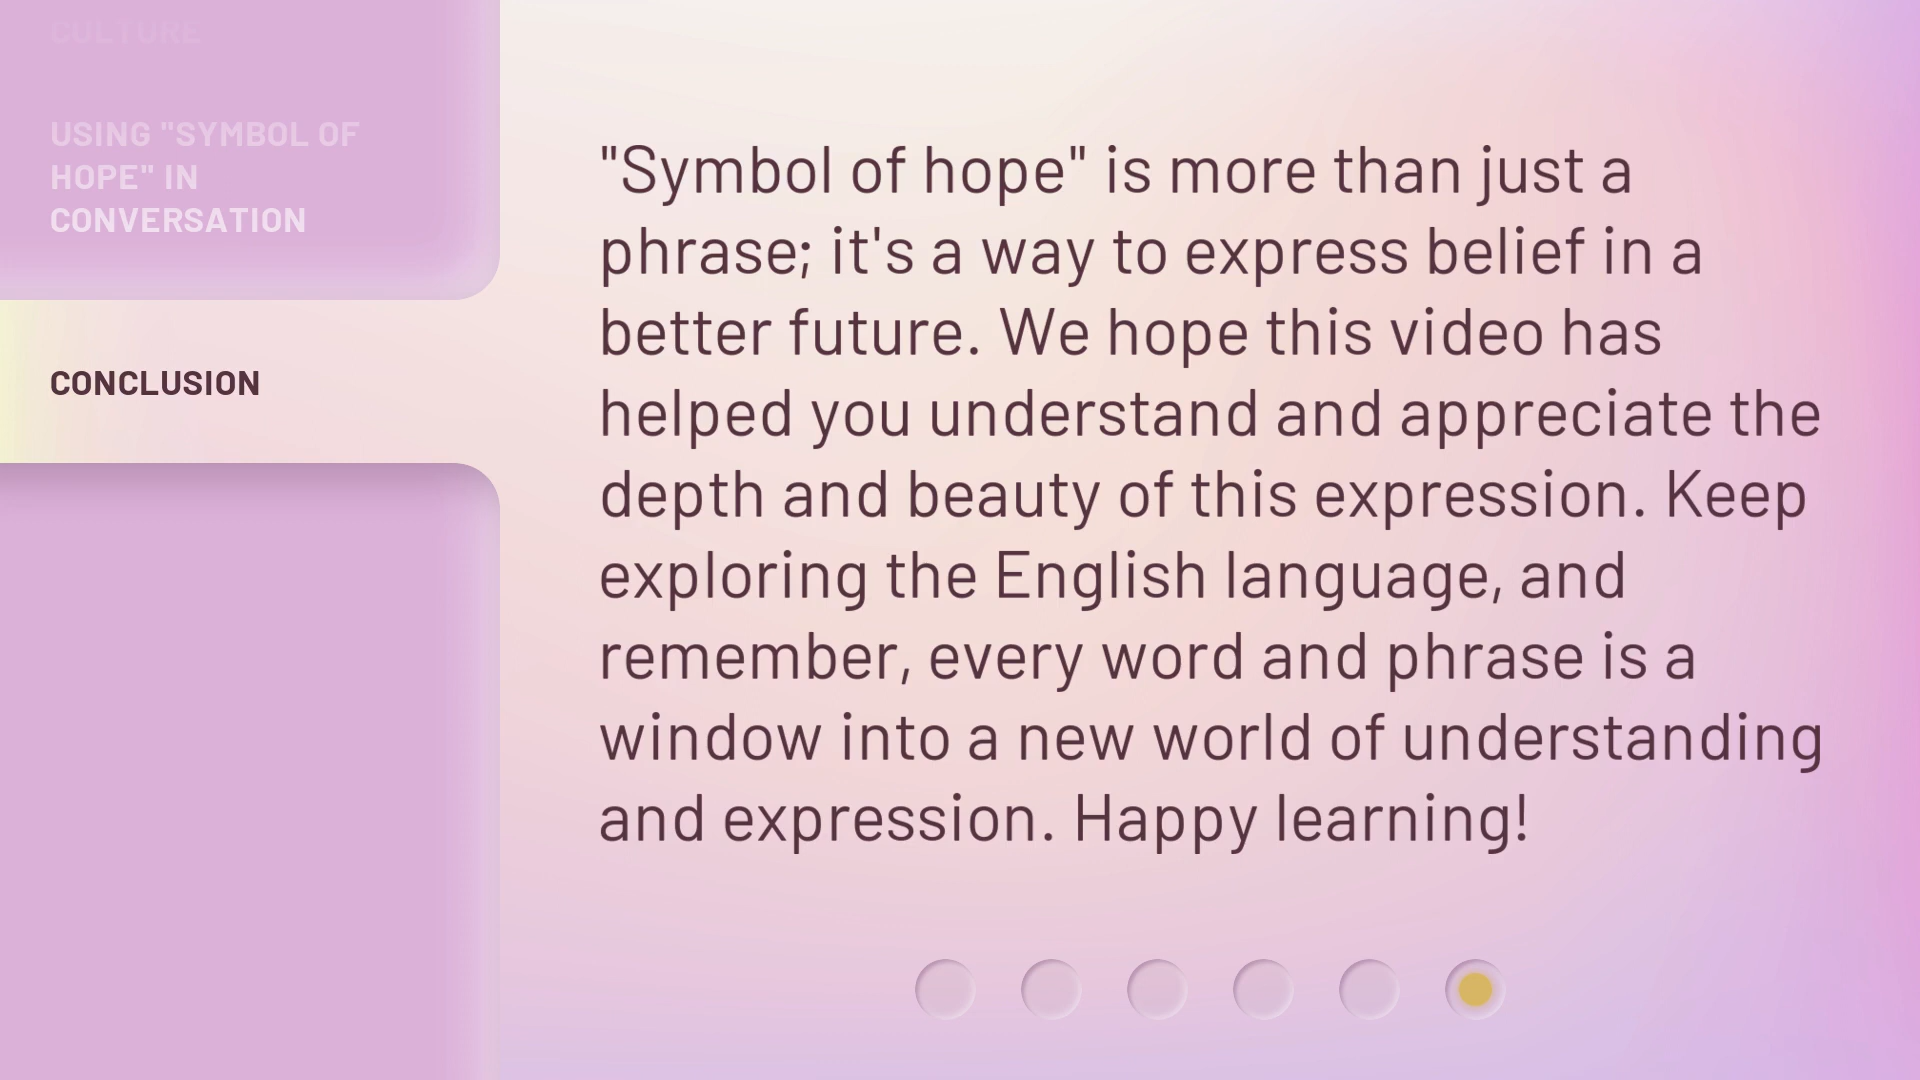 CULTURE
USING "SYMBOL OF
HOPE" IN
CONVERSATION
CONCLUSION
"Symbol of hope" is more than just a
phrase; it's a way to express belief in a
better future. We hope this video has
helped you understand and appreciate the
depth and beauty of this expression. Keep
exploring the English language, and
remember, every word and phrase is a
window into a new world of understanding
and expression. Happy learning!